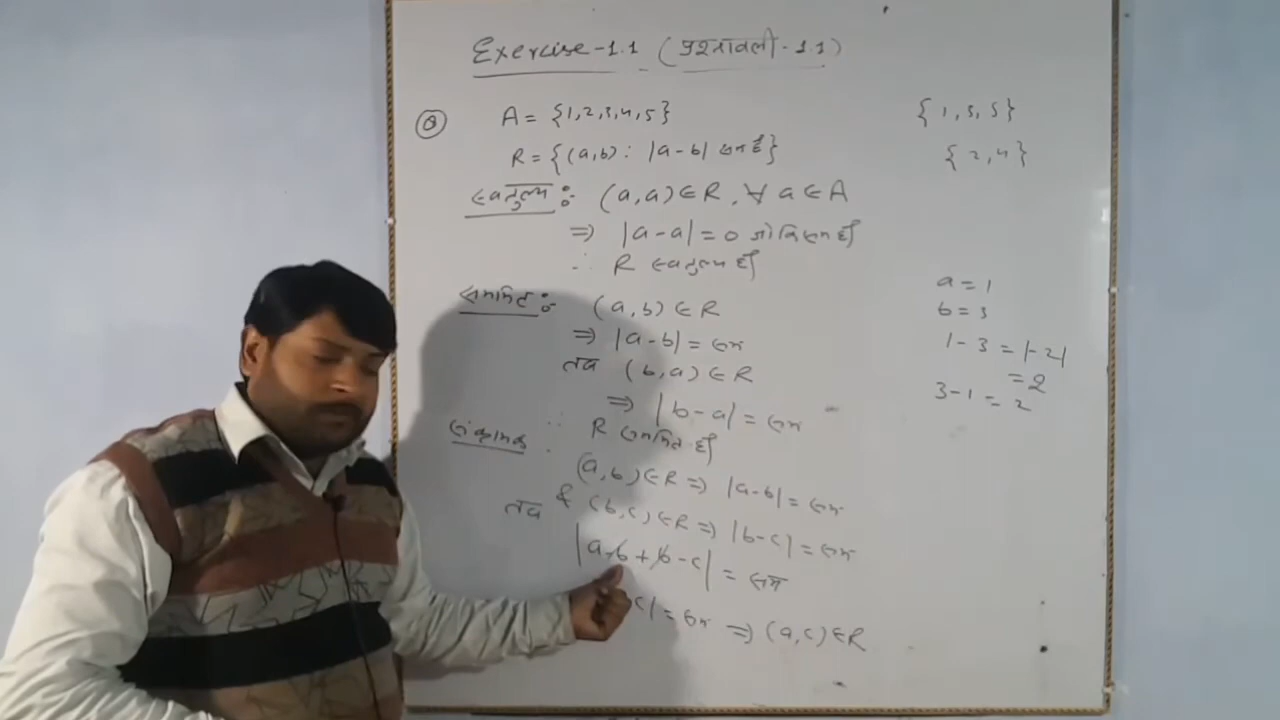 Exercise-1.1 (प्रश्नावली-1.1)
Q A = {1,2,3,4,5}
R = {(a,b) : |a-b| सम है}
स्वतुल्य : (a,a) ∈ R, ∀ a ∈ A
⇒ |a-a| = 0 जो कि सम है
∴ R स्वतुल्य है
सममित : (a,b) ∈ R
⇒ |a-b| = सम
तब (b,a) ∈ R
⇒ |b-a| = सम
∴ R सममित है
संक्रामक : (a,b) ∈ R ⇒ |a-b| = सम
& (b,c) ∈ R ⇒ |b-c| = सम
तब |a-b+b-c| = सम
c| = सम ⇒ (a,c) ∈ R
{1,3,5}
{2,4}
a = 1
b = 3
1-3 = |-2|
= 2
3-1 = 2